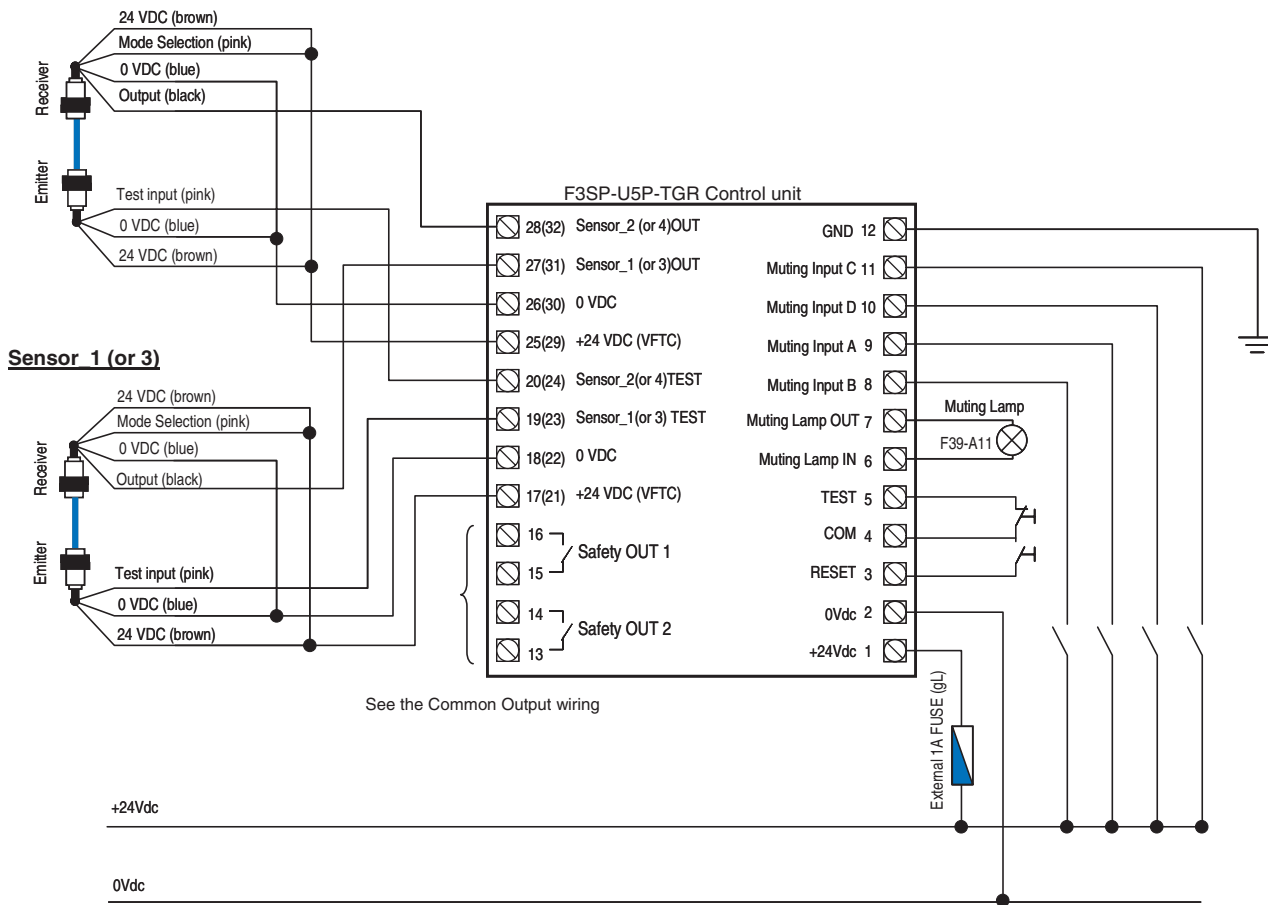 24 VDC (brown)
Mode Selection (pink)
0 VDC (blue)
Output (black)
Receiver
Emitter
Test input (pink)
0 VDC (blue)
24 VDC (brown)
Sensor_1 (or 3)
24 VDC (brown)
Mode Selection (pink)
0 VDC (blue)
Output (black)
Receiver
Emitter
Test input (pink)
0 VDC (blue)
24 VDC (brown)
F3SP-U5P-TGR Control unit
28(32) Sensor_2 (or 4)OUT
27(31) Sensor_1 (or 3)OUT
26(30) 0 VDC
25(29) +24 VDC (VFTC)
20(24) Sensor_2(or 4)TEST
19(23) Sensor_1(or 3) TEST
18(22) 0 VDC
17(21) +24 VDC (VFTC)
16
Safety OUT 1
15
14
Safety OUT 2
13
GND 12
Muting Input C 11
Muting Input D 10
Muting Input A 9
Muting Input B 8
Muting Lamp OUT 7
Muting Lamp IN 6
TEST 5
COM 4
RESET 3
0Vdc 2
+24Vdc 1
Muting Lamp
F39-A11
See the Common Output wiring
External 1A FUSE (gL)
+24Vdc
0Vdc